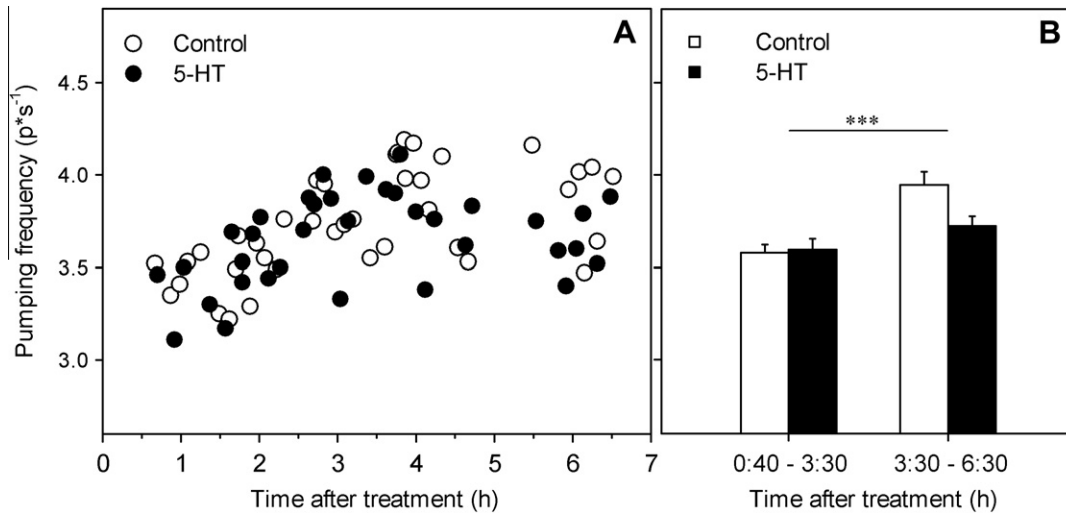 Control
5-HT
A
Pumping frequency (p*s-1)
4.5
4.0
3.5
3.0
0 1 2 3 4 5 6 7
Time after treatment (h)
Control
5-HT
B
***
0:40 - 3:30 3:30 - 6:30
Time after treatment (h)